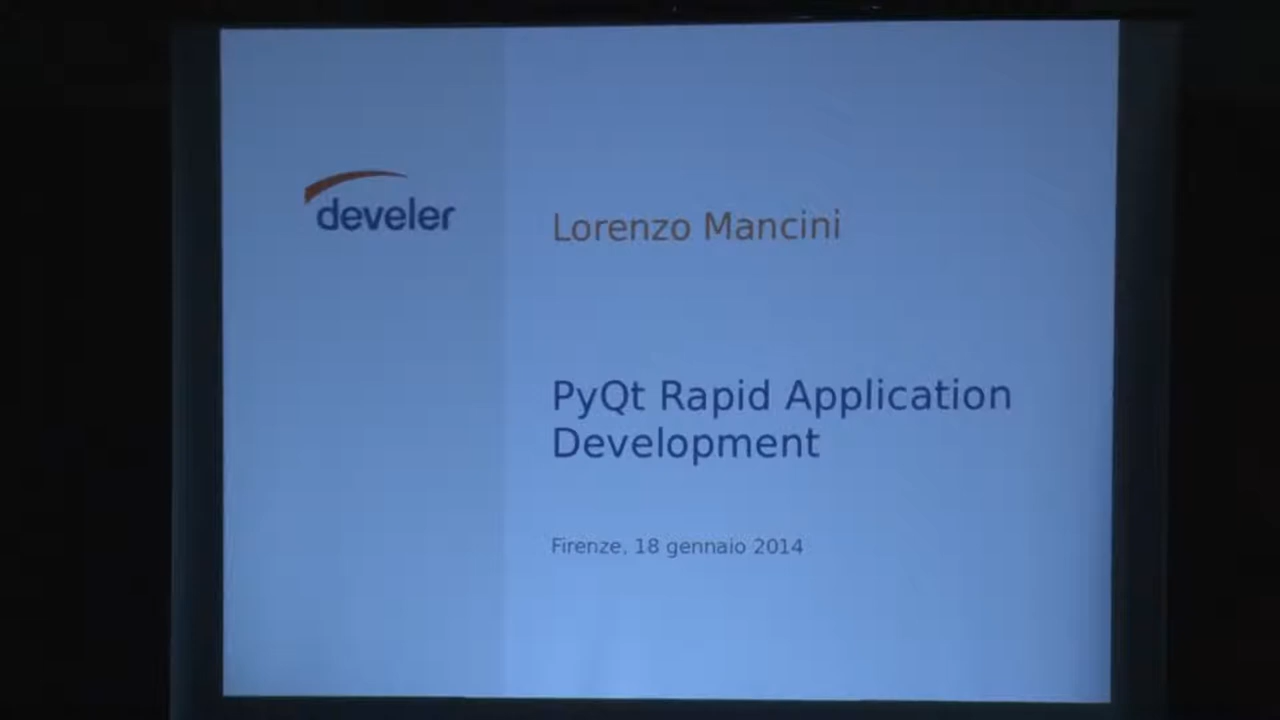 develer
Lorenzo Mancini
PyQt Rapid Application
Development
Firenze, 18 gennaio 2014